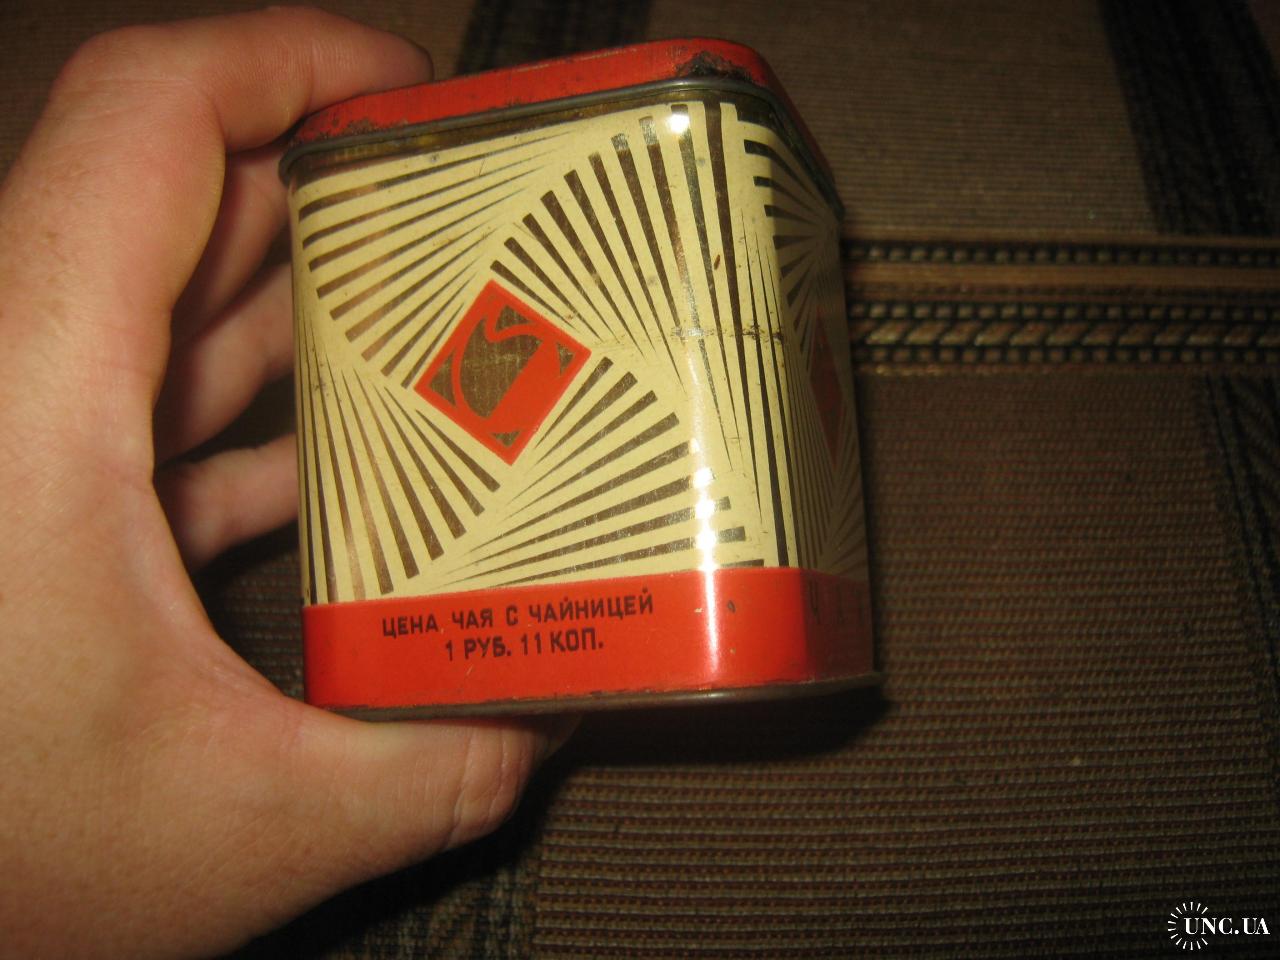 ЦЕНА ЧАЯ С ЧАЙНИЦЕЙ
1 РУБ. 11 КОП.
UNC.UA